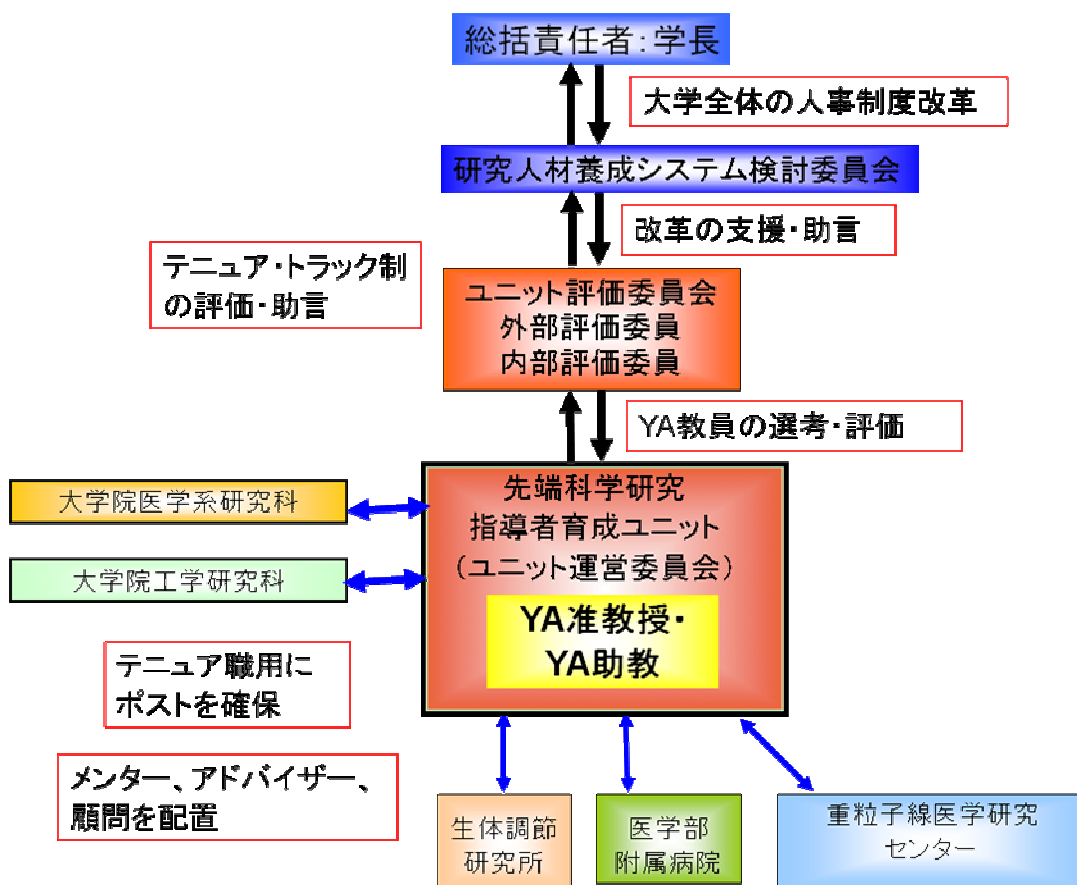 総括責任者：学長
大学全体の人事制度改革
研究人材養成システム検討委員会
改革の支援・助言
テニュア・トラック制
の評価・助言
ユニット評価委員会
外部評価委員
内部評価委員
YA教員の選考・評価
先端科学研究
指導者育成ユニット
（ユニット運営委員会）
YA准教授・
YA助教
大学院医学系研究科
大学院工学研究科
テニュア職用に
ポストを確保
メンター、アドバイザー、
顧問を配置
生体調節
研究所
医学部
附属病院
重粒子線医学研究
センター